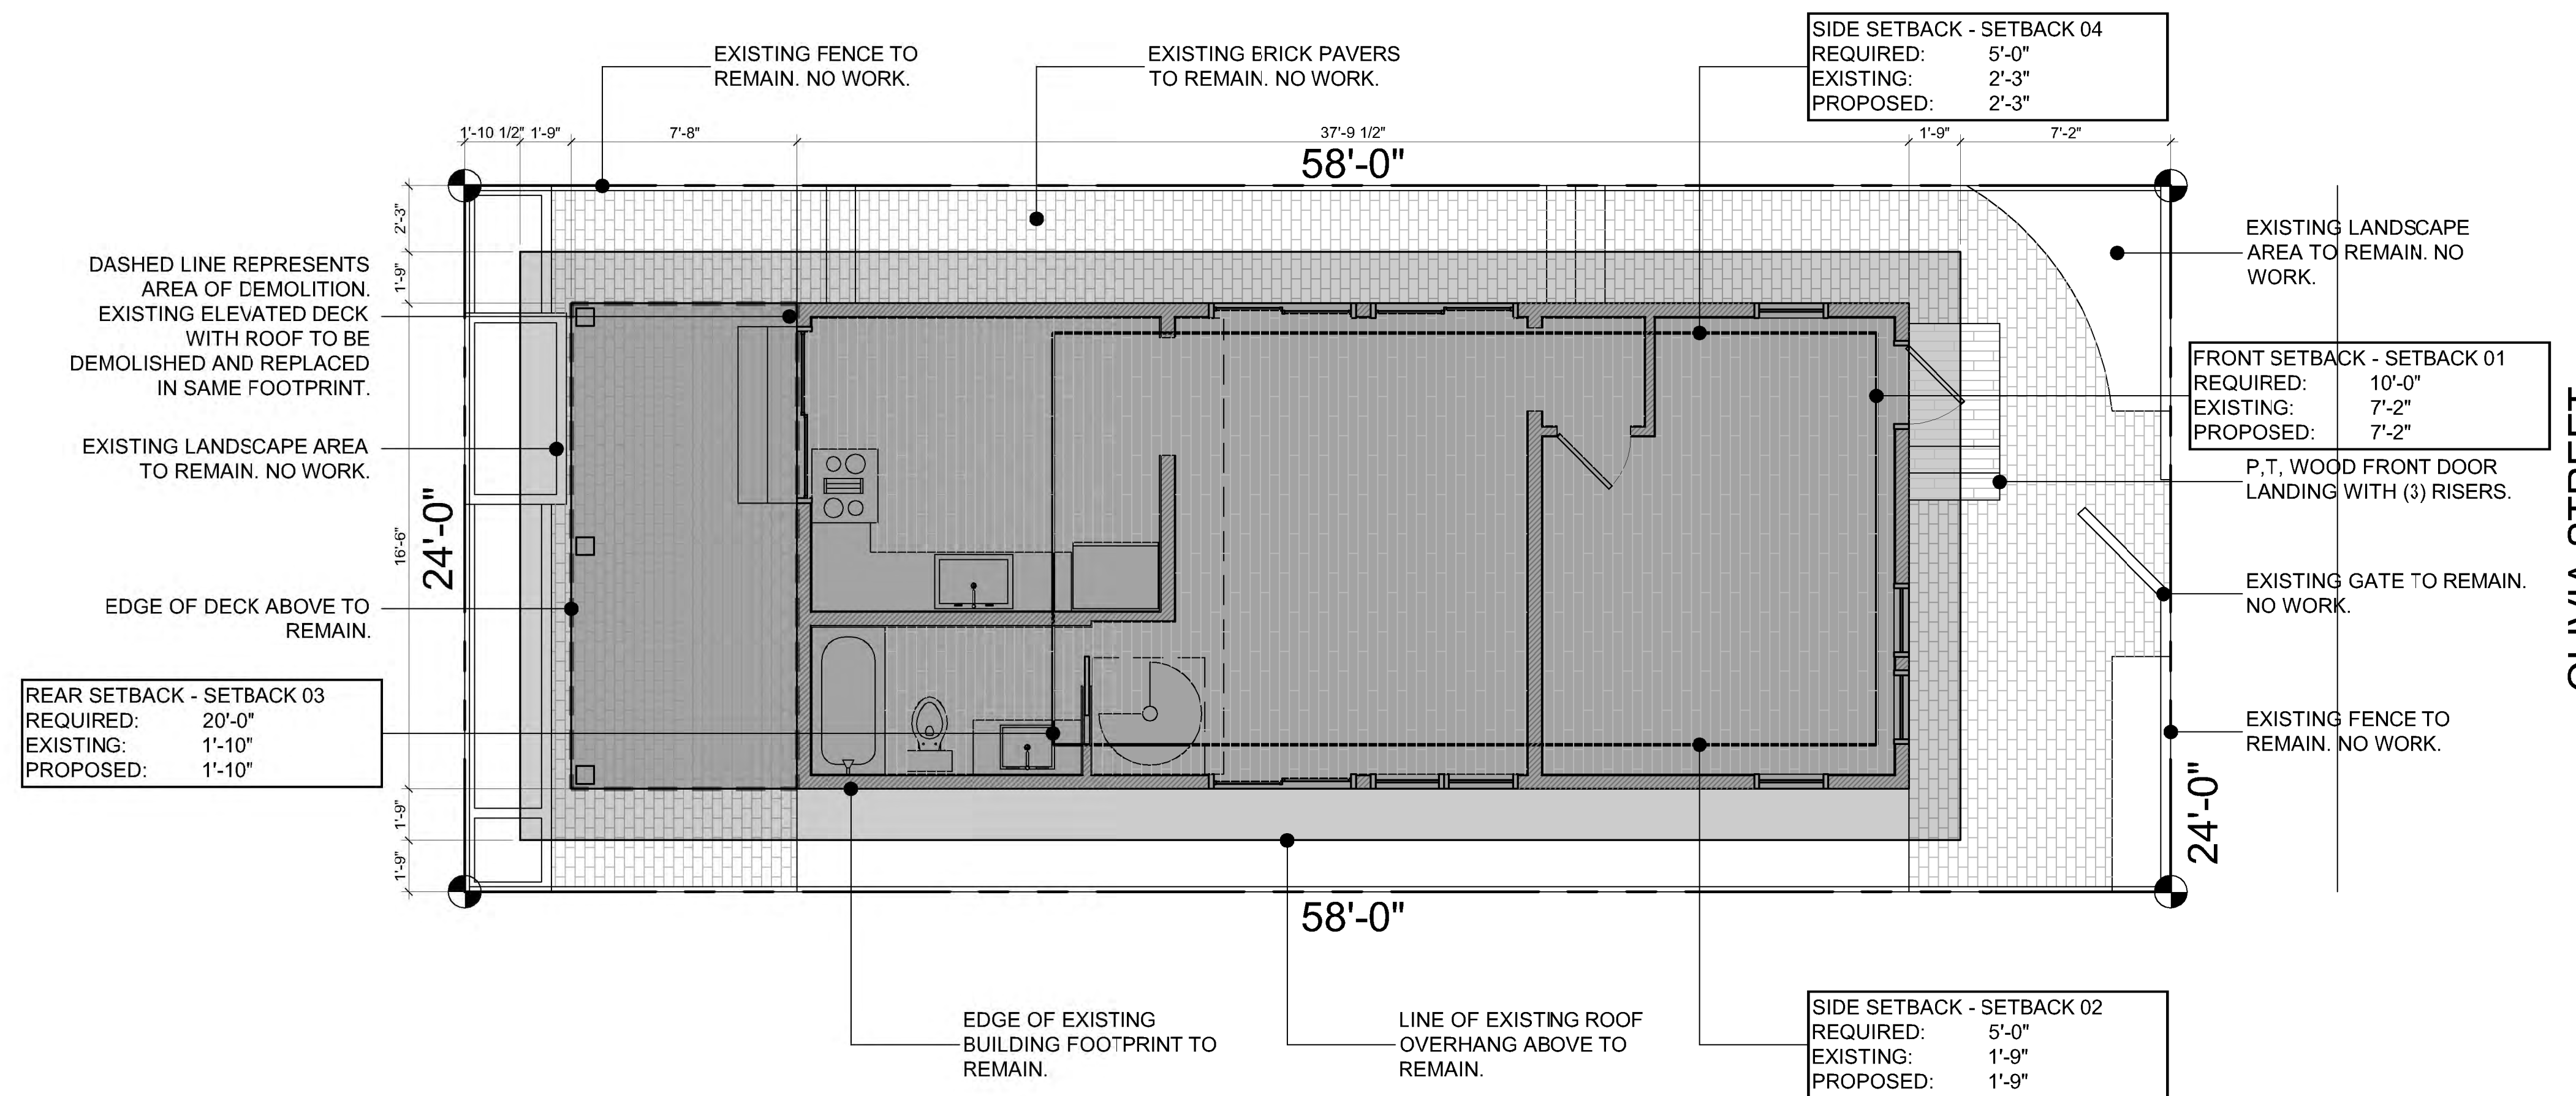 SIDE SETBACK - SETBACK 04
REQUIRED: 5'-0"
EXISTING: 2'-3"
PROPOSED: 2'-3"
EXISTING FENCE TO
REMAIN. NO WORK.
EXISTING BRICK PAVERS
TO REMAIN. NO WORK.
1'-10 1/2"
1'-9"
7'-8"
37'-9 1/2"
1'-9"
7'-2"
58'-0"
2'-3"
1'-9"
16'-6"
1'-9"
1'-9"
24'-0"
DASHED LINE REPRESENTS
AREA OF DEMOLITION.
EXISTING ELEVATED DECK
WITH ROOF TO BE
DEMOLISHED AND REPLACED
IN SAME FOOTPRINT.
EXISTING LANDSCAPE AREA
TO REMAIN. NO WORK.
EDGE OF DECK ABOVE TO
REMAIN.
REAR SETBACK - SETBACK 03
REQUIRED: 20'-0"
EXISTING: 1'-10"
PROPOSED: 1'-10"
EXISTING LANDSCAPE
AREA TO REMAIN. NO
WORK.
FRONT SETBACK - SETBACK 01
REQUIRED: 10'-0"
EXISTING: 7'-2"
PROPOSED: 7'-2"
P,T, WOOD FRONT DOOR
LANDING WITH (3) RISERS.
EXISTING GATE TO REMAIN.
NO WORK.
EXISTING FENCE TO
REMAIN. NO WORK.
24'-0"
58'-0"
EDGE OF EXISTING
BUILDING FOOTPRINT TO
REMAIN.
LINE OF EXISTING ROOF
OVERHANG ABOVE TO
REMAIN.
SIDE SETBACK - SETBACK 02
REQUIRED: 5'-0"
EXISTING: 1'-9"
PROPOSED: 1'-9"